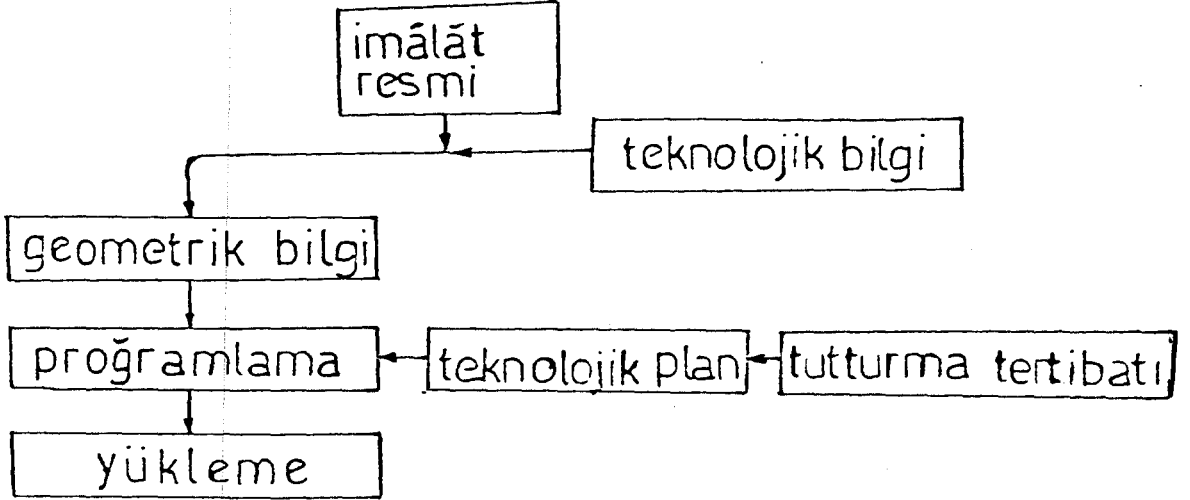 imâlât
resmi
teknolojik bilgi
geometrik bilgi
proğramlama
teknolojik plan
tutturma tertibatı
yükleme